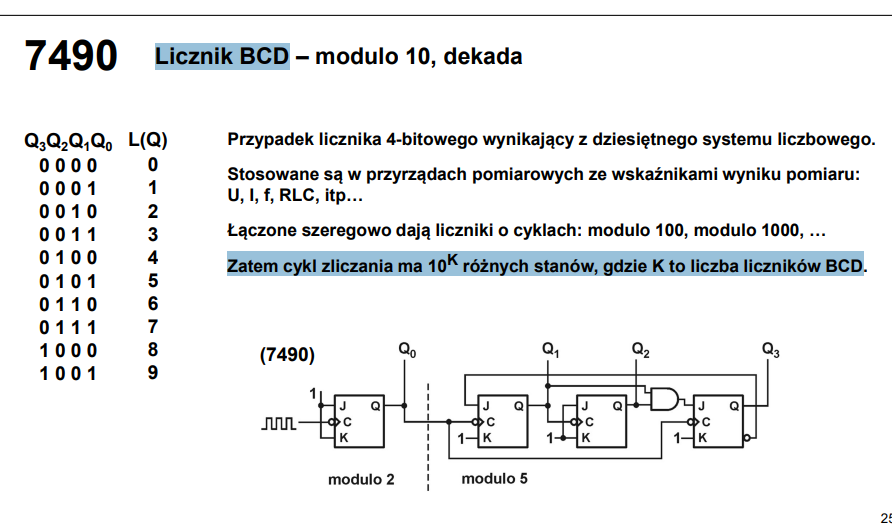 7490 Licznik BCD – modulo 10, dekada
Q3Q2Q1Q0 L(Q)
0 0 0 0 0
0 0 0 1 1
0 0 1 0 2
0 0 1 1 3
0 1 0 0 4
0 1 0 1 5
0 1 1 0 6
0 1 1 1 7
1 0 0 0 8
1 0 0 1 9
Przypadek licznika 4-bitowego wynikający z dziesiętnego systemu liczbowego.
Stosowane są w przyrządach pomiarowych ze wskaźnikami wyniku pomiaru:
U, I, f, RLC, itp…
Łączone szeregowo dają liczniki o cyklach: modulo 100, modulo 1000, …
Zatem cykl zliczania ma 10^K różnych stanów, gdzie K to liczba liczników BCD.
(7490) Q0 Q1 Q2 Q3
1 J Q J Q J Q J Q
C C C C
K 1 K 1 K 1 K
modulo 2 modulo 5
25